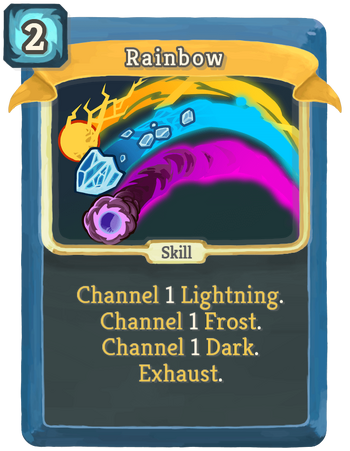 2
Rainbow
Skill
Channel 1 Lightning.
Channel 1 Frost.
Channel 1 Dark.
Exhaust.